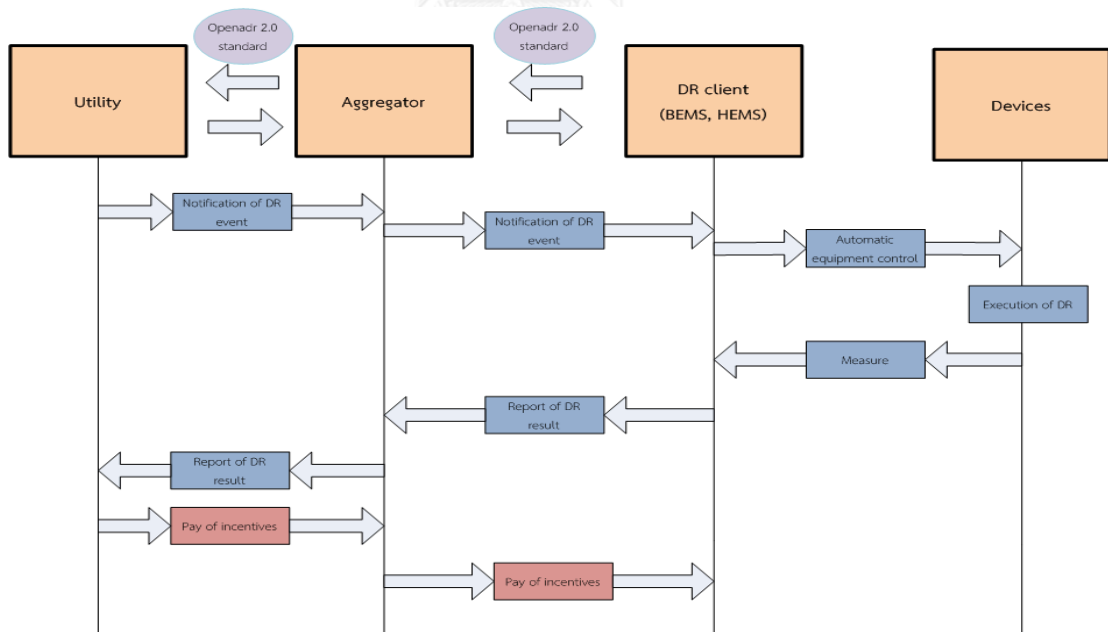 Openadr 2.0
standard
Openadr 2.0
standard
Utility
Aggregator
DR client
(BEMS, HEMS)
Devices
Notification of DR
event
Notification of DR
event
Automatic
equipment control
Execution of DR
Measure
Report of DR
result
Report of DR
result
Pay of incentives
Pay of incentives